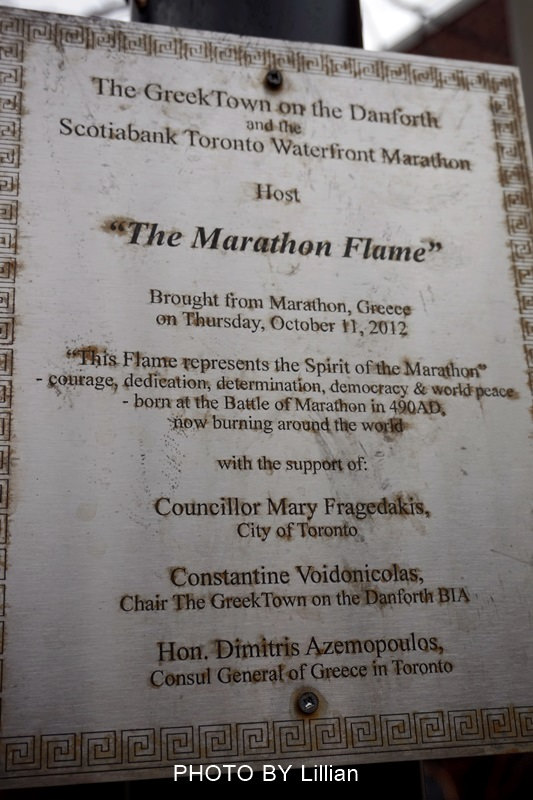 The GreekTown on the Danforth
and the
Scotiabank Toronto Waterfront Marathon
Host
“The Marathon Flame”
Brought from Marathon, Greece
on Thursday, October 11, 2012
“This Flame represents the Spirit of the Marathon”
- courage, dedication, determination, democracy & world peace
- born at the Battle of Marathon in 490AD,
now burning around the world
with the support of:
Councillor Mary Fragedakis,
City of Toronto
Constantine Voidonicolas,
Chair The GreekTown on the Danforth BIA
Hon. Dimitris Azemopoulos,
Consul General of Greece in Toronto
PHOTO BY Lillian